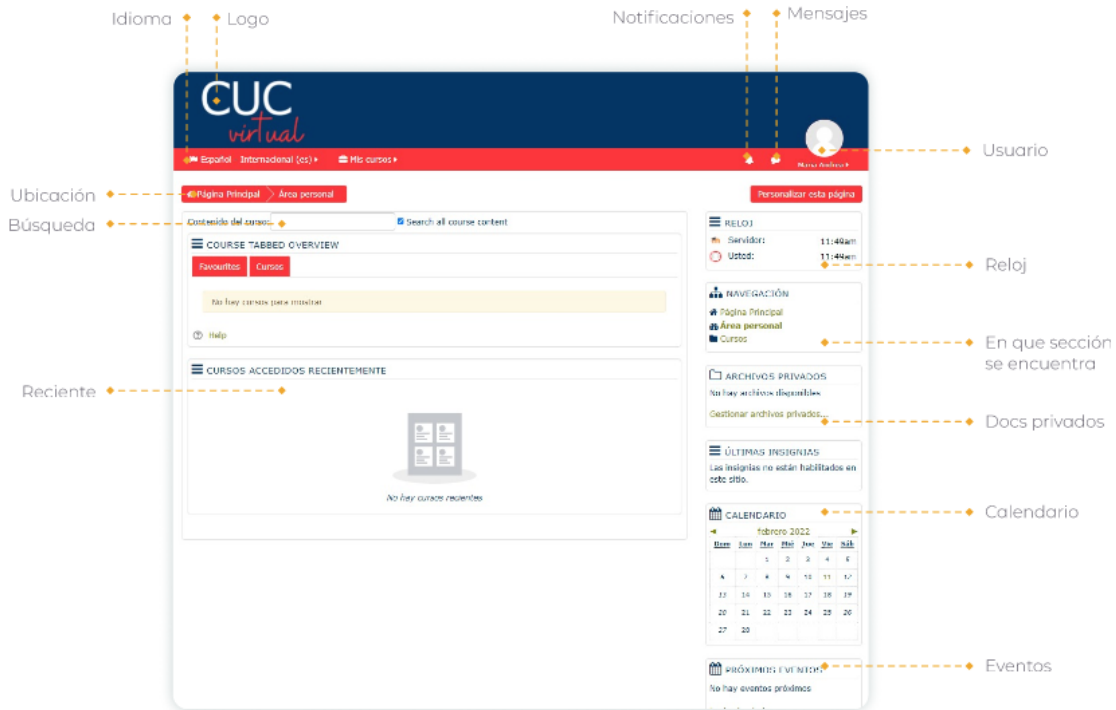 Idioma
Logo
Notificaciones
Mensajes
CUC
virtual
Español Internacional (es)
Mis cursos
Usuario
Ubicación
Página Principal
Área personal
Personalizar esta página
Búsqueda
Contenido del curso:
Search all course content
RELOJ
Servidor: 11:49am
Usted: 11:49am
Reloj
COURSE TABBED OVERVIEW
Favourites
Cursos
No hay cursos para mostrar
Help
NAVEGACIÓN
Página Principal
Área personal
Cursos
En que sección
se encuentra
Reciente
CURSOS ACCEDIDOS RECIENTEMENTE
No hay cursos recientes
ARCHIVOS PRIVADOS
No hay archivos disponibles
Gestionar archivos privados...
Docs privados
ÚLTIMAS INSIGNIAS
Las insignias no están habilitados en
este sitio.
CALENDARIO
Calendario
◄ febrero 2022 ►
Dom Lun Mar Mié Jue Vie Sáb
1 2 3 4 5
6 7 8 9 10 11 12
13 14 15 16 17 18 19
20 21 22 23 24 25 26
27 28
PRÓXIMOS EVENTOS
Eventos
No hay eventos próximos